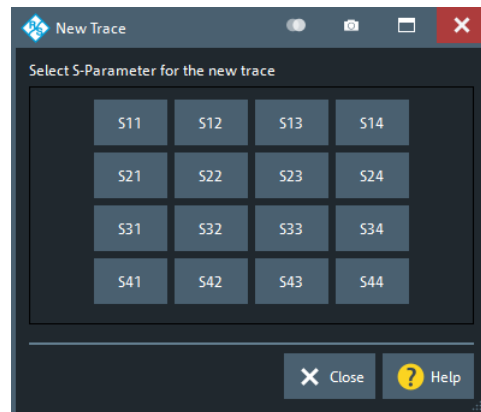 New Trace
Select S-Parameter for the new trace
S11 S12 S13 S14
S21 S22 S23 S24
S31 S32 S33 S34
S41 S42 S43 S44
Close ? Help